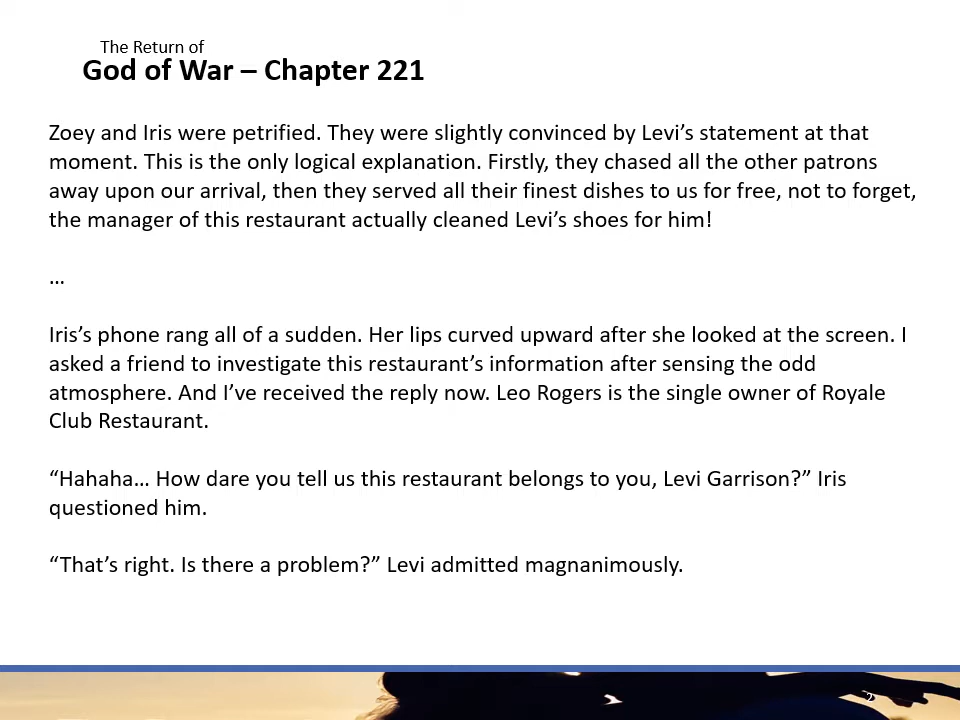 The Return of
God of War – Chapter 221
Zoey and Iris were petrified. They were slightly convinced by Levi’s statement at that
moment. This is the only logical explanation. Firstly, they chased all the other patrons
away upon our arrival, then they served all their finest dishes to us for free, not to forget,
the manager of this restaurant actually cleaned Levi’s shoes for him!
…
Iris’s phone rang all of a sudden. Her lips curved upward after she looked at the screen. I
asked a friend to investigate this restaurant’s information after sensing the odd
atmosphere. And I’ve received the reply now. Leo Rogers is the single owner of Royale
Club Restaurant.
“Hahaha… How dare you tell us this restaurant belongs to you, Levi Garrison?” Iris
questioned him.
“That’s right. Is there a problem?” Levi admitted magnanimously.
2